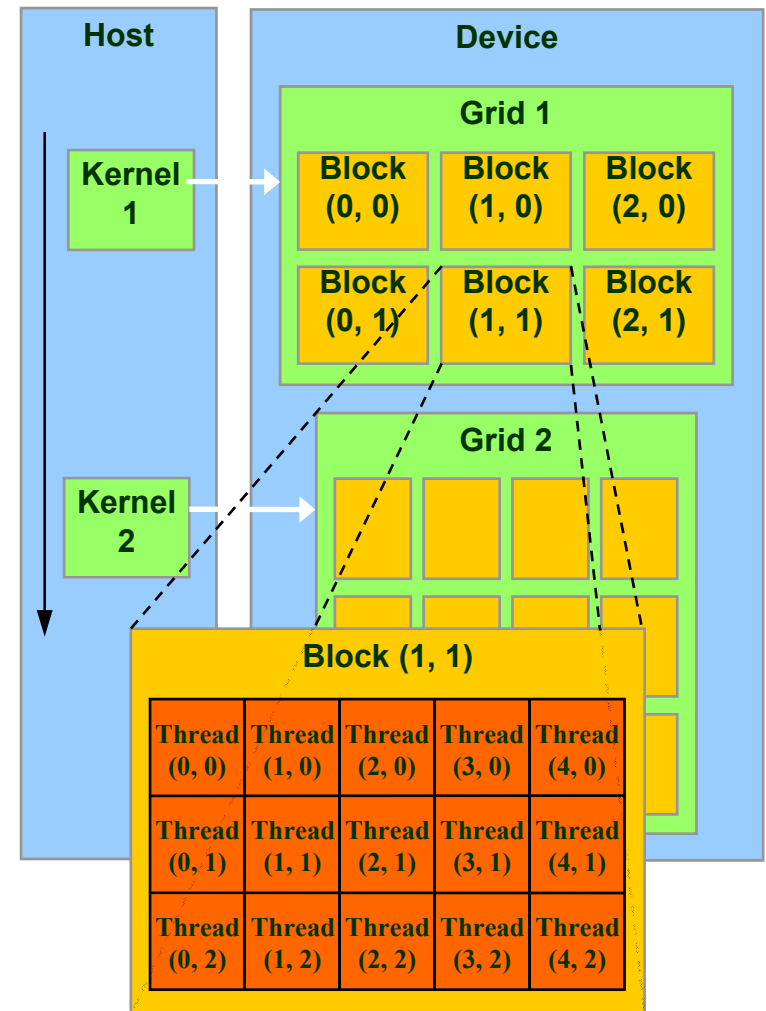 Host
Device
Grid 1
Kernel
1
Block Block Block
(0, 0) (1, 0) (2, 0)
Block Block Block
(0, 1) (1, 1) (2, 1)
Grid 2
Kernel
2
Block (1, 1)
Thread Thread Thread Thread Thread
(0, 0) (1, 0) (2, 0) (3, 0) (4, 0)
Thread Thread Thread Thread Thread
(0, 1) (1, 1) (2, 1) (3, 1) (4, 1)
Thread Thread Thread Thread Thread
(0, 2) (1, 2) (2, 2) (3, 2) (4, 2)